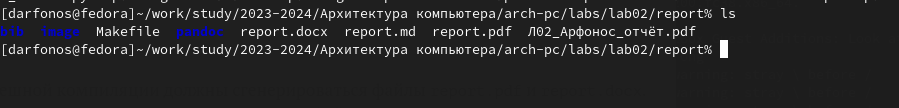 [darfonos@fedora]~/work/study/2023-2024/Архитектура компьютера/arch-pc/labs/lab02/report% ls
bib image Makefile pandoc report.docx report.md report.pdf Л02_Арфонос_отчёт.pdf
[darfonos@fedora]~/work/study/2023-2024/Архитектура компьютера/arch-pc/labs/lab02/report%